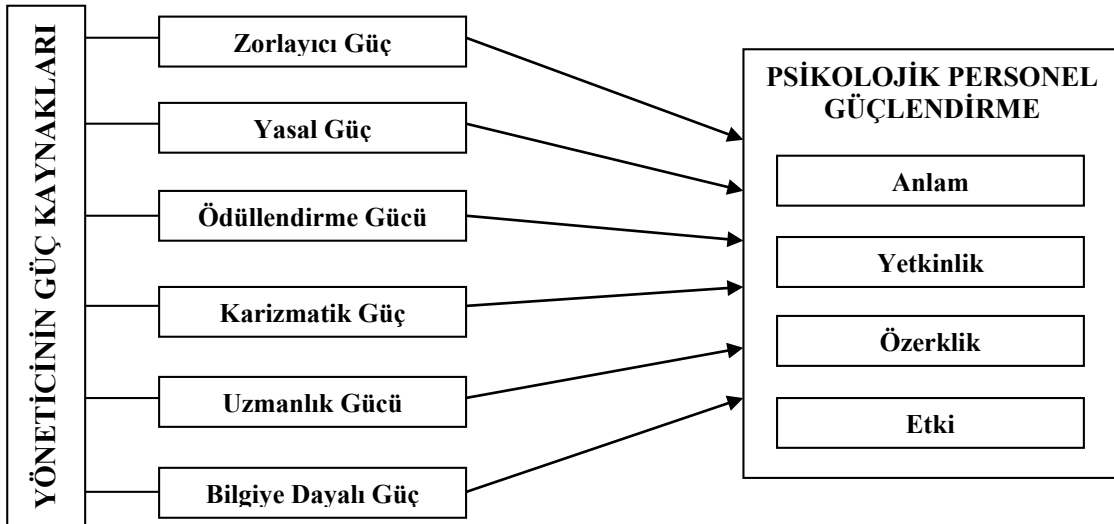 YÖNETİCİNİN GÜÇ KAYNAKLARI
Zorlayıcı Güç
Yasal Güç
Ödüllendirme Gücü
Karizmatik Güç
Uzmanlık Gücü
Bilgiye Dayalı Güç
PSİKOLOJİK PERSONEL
GÜÇLENDİRME
Anlam
Yetkinlik
Özerklik
Etki